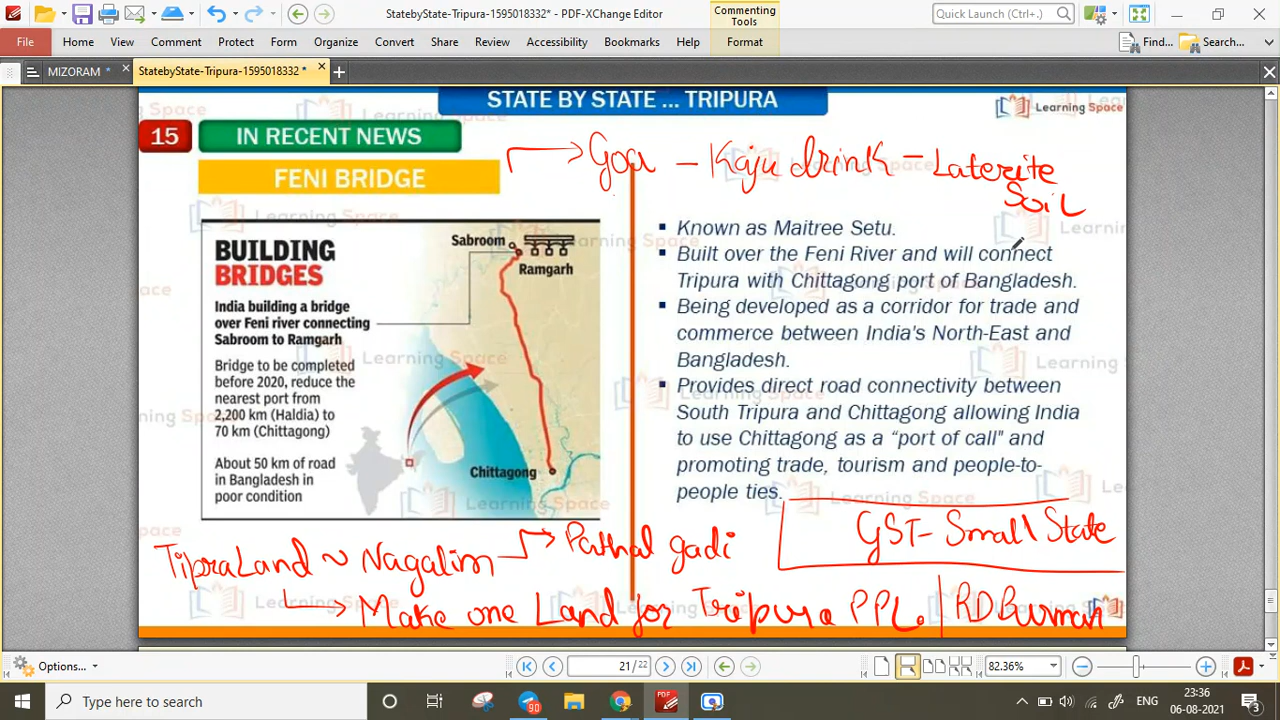 StatebyState-Tripura-1595018332* - PDF-XChange Editor
Commenting Tools
Quick Launch (Ctrl+.)
File Home View Comment Protect Form Organize Convert Share Review Accessibility Bookmarks Help Format
Find... Search...
MIZORAM *
StatebyState-Tripura-1595018332 *
STATE BY STATE ... TRIPURA
Learning Space
15 IN RECENT NEWS
FENI BRIDGE
Goa - Kaju drink - Laterite
Soil
BUILDING
BRIDGES
India building a bridge
over Feni river connecting
Sabroom to Ramgarh
Bridge to be completed
before 2020, reduce the
nearest port from
2,200 km (Haldia) to
70 km (Chittagong)
About 50 km of road
in Bangladesh in
poor condition
Sabroom
Ramgarh
Chittagong
▪ Known as Maitree Setu.
▪ Built over the Feni River and will connect
Tripura with Chittagong port of Bangladesh.
▪ Being developed as a corridor for trade and
commerce between India's North-East and
Bangladesh.
▪ Provides direct road connectivity between
South Tripura and Chittagong allowing India
to use Chittagong as a “port of call” and
promoting trade, tourism and people-to-
people ties.
GST- Small State
TipraLand ~ Nagalim Pathal gadi
Make one Land for Tripura PPL. RD Burman
Options...
21 / 22
82.36%
Type here to search
90
ENG
23:36
06-08-2021
3